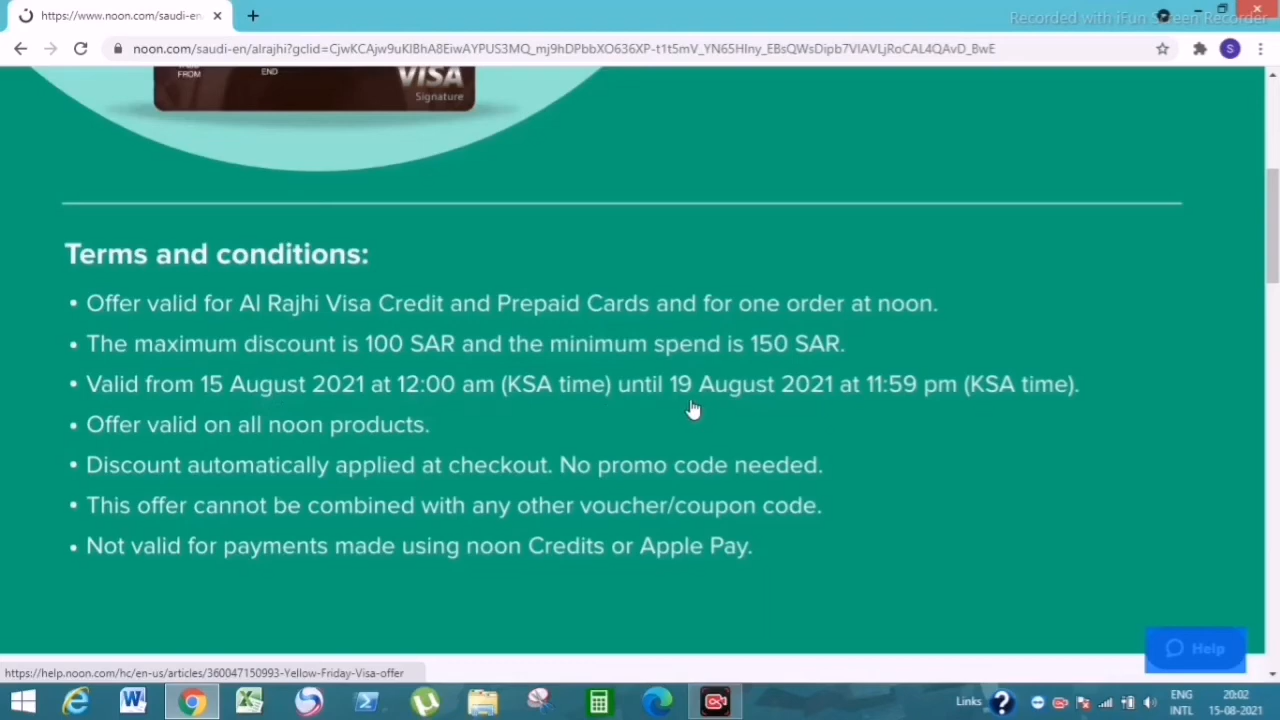 https://www.noon.com/saudi-en
Recorded with iFun Screen Recorder
noon.com/saudi-en/alrajhi?gclid=CjwKCAjw9uKIBhA8EiwAYPUS3MQ_mj9hDPbbXO636XP-t1t5mV_YN65HIny_EBsQWsDipb7VIAVLjRoCAL4QAvD_BwE
S
FROM
END
VISA
Signature
Terms and conditions:
• Offer valid for Al Rajhi Visa Credit and Prepaid Cards and for one order at noon.
• The maximum discount is 100 SAR and the minimum spend is 150 SAR.
• Valid from 15 August 2021 at 12:00 am (KSA time) until 19 August 2021 at 11:59 pm (KSA time).
• Offer valid on all noon products.
• Discount automatically applied at checkout. No promo code needed.
• This offer cannot be combined with any other voucher/coupon code.
• Not valid for payments made using noon Credits or Apple Pay.
Help
https://help.noon.com/hc/en-us/articles/360047150993-Yellow-Friday-Visa-offer
Links
ENG
INTL
20:02
15-08-2021